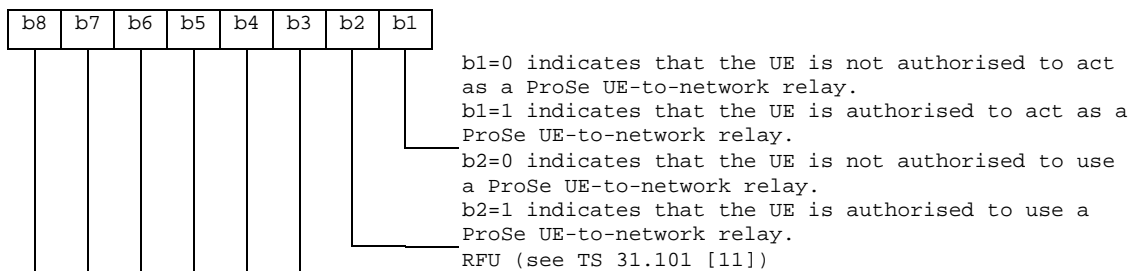 b8 b7 b6 b5 b4 b3 b2 b1
b1=0 indicates that the UE is not authorised to act
as a ProSe UE-to-network relay.
b1=1 indicates that the UE is authorised to act as a
ProSe UE-to-network relay.
b2=0 indicates that the UE is not authorised to use
a ProSe UE-to-network relay.
b2=1 indicates that the UE is authorised to use a
ProSe UE-to-network relay.
RFU (see TS 31.101 [11])